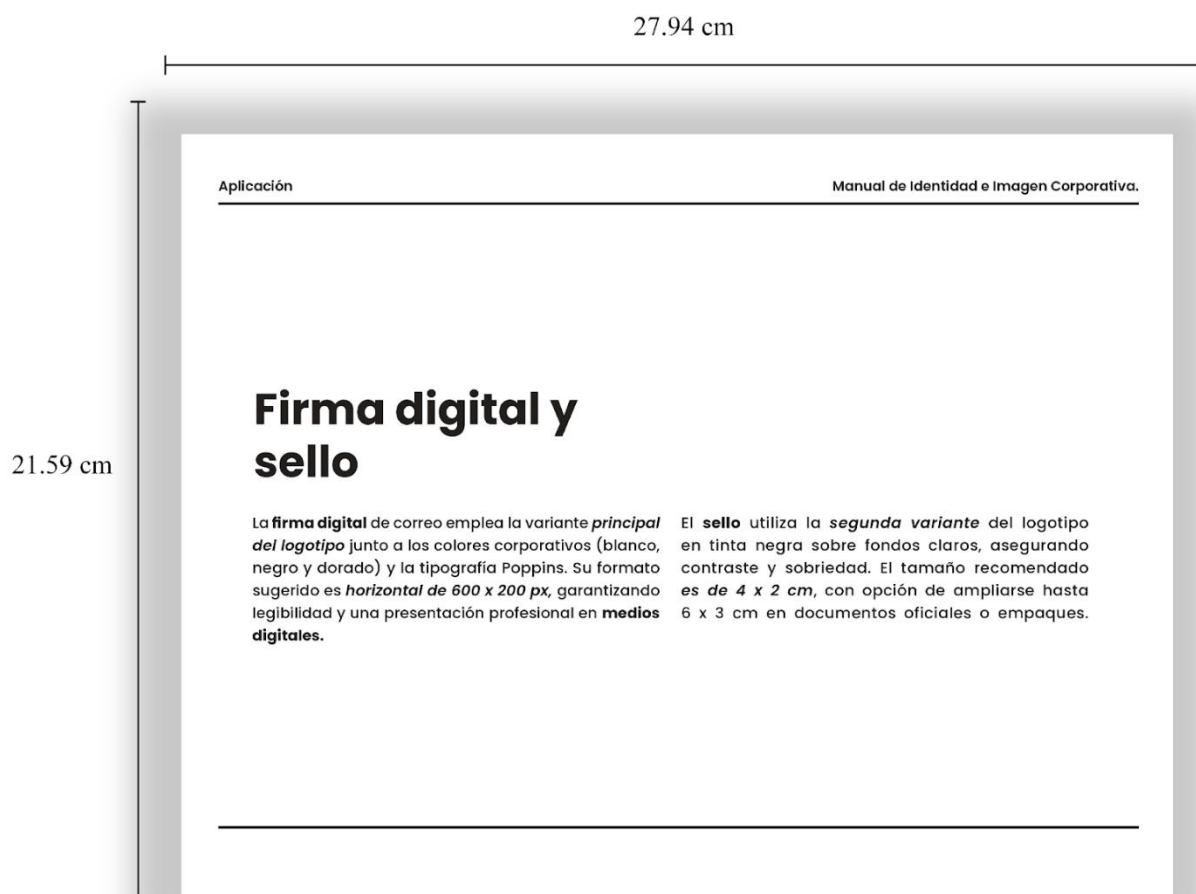 27.94 cm
Aplicación
Manual de Identidad e Imagen Corporativa.
21.59 cm
Firma digital y
sello
La firma digital de correo emplea la variante principal
del logotipo junto a los colores corporativos (blanco,
negro y dorado) y la tipografía Poppins. Su formato
sugerido es horizontal de 600 x 200 px, garantizando
legibilidad y una presentación profesional en medios
digitales.
El sello utiliza la segunda variante del logotipo
en tinta negra sobre fondos claros, asegurando
contraste y sobriedad. El tamaño recomendado
es de 4 x 2 cm, con opción de ampliarse hasta
6 x 3 cm en documentos oficiales o empaques.